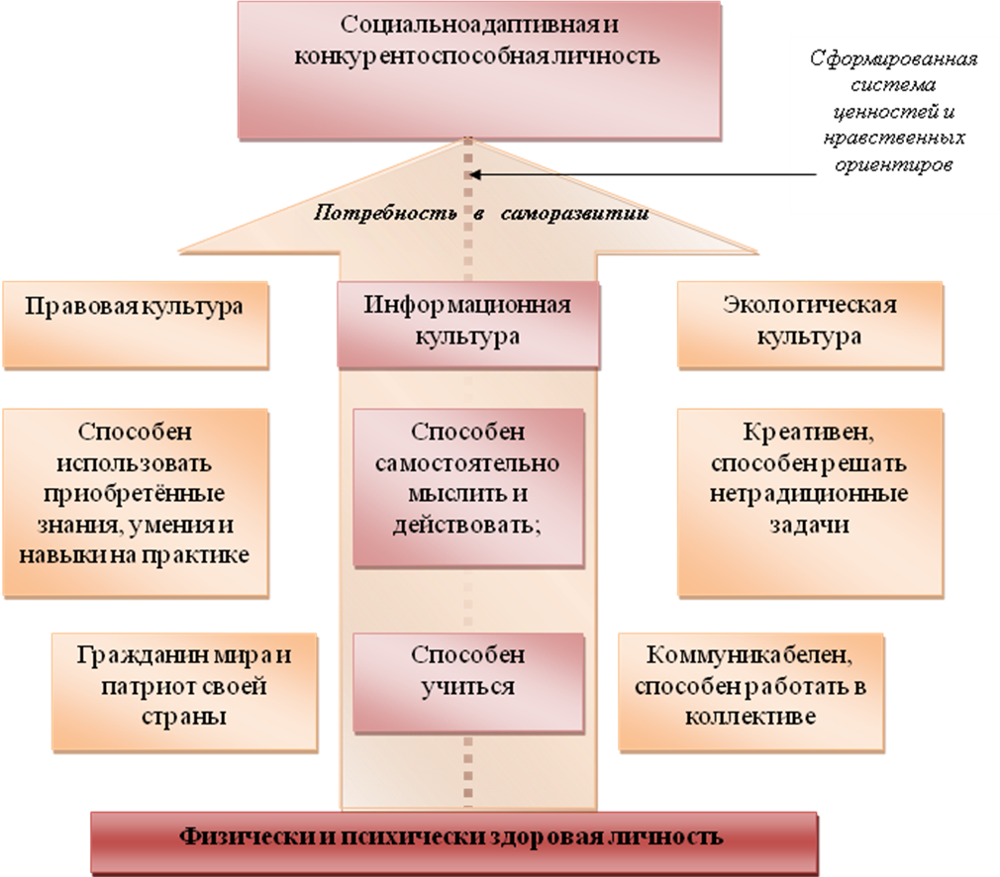 Социальноадаптивная и
конкурентоспособная личность
Сформированная
система
ценностей и
нравственных
ориентиров
Потребность в саморазвитии
Правовая культура
Информационная
культура
Экологическая
культура
Способен
использовать
приобретённые
знания, умения и
навыки на практике
Способен
самостоятельно
мыслить и
действовать;
Креативен,
способен решать
нетрадиционные
задачи
Гражданин мира и
патриот своей
страны
Способен
учиться
Коммуникабелен,
способен работать в
коллективе
Физически и психически здоровая личность